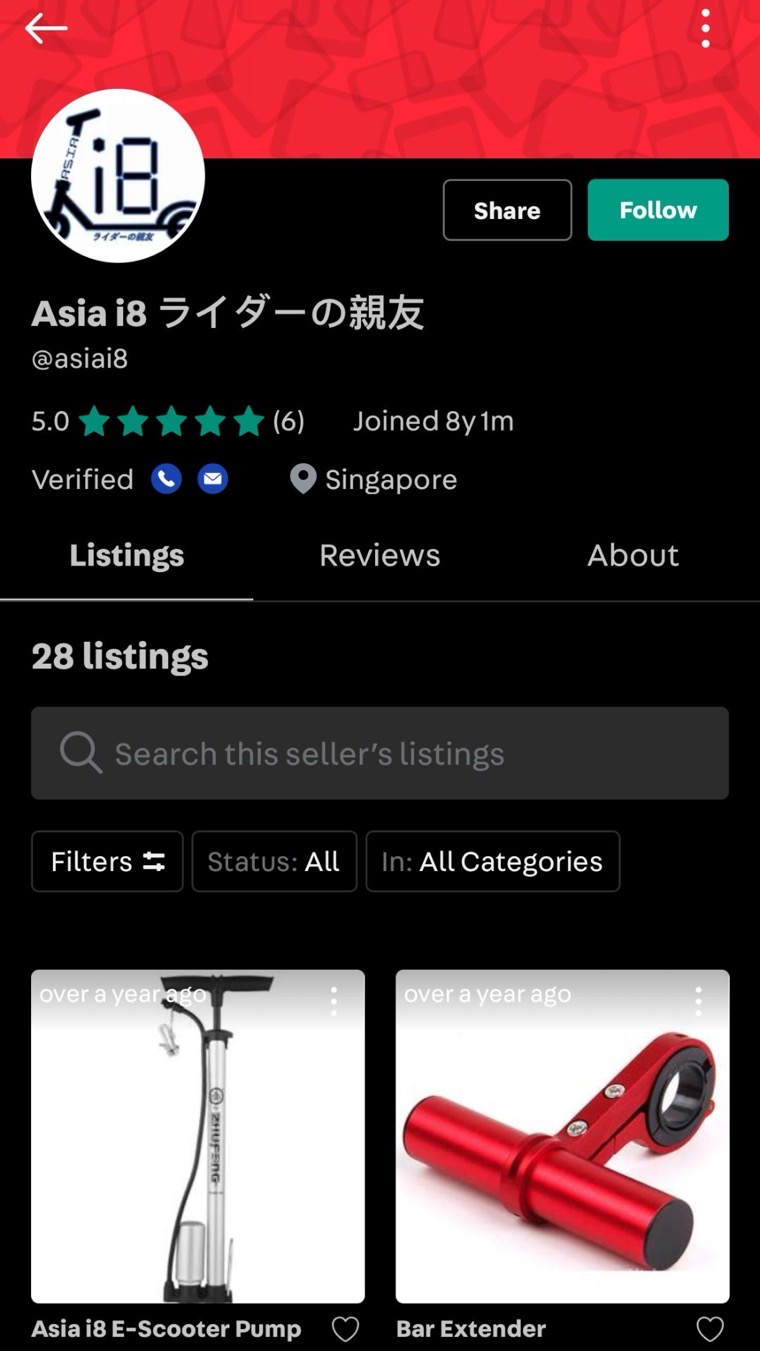 ASIA
i8
ライダーの親友
Share
Follow
Asia i8 ライダーの親友
@asiai8
5.0 (6) Joined 8y 1m
Verified Singapore
Listings Reviews About
28 listings
Search this seller’s listings
Filters Status: All In: All Categories
over a year ago
over a year ago
ZHUFENG
Asia i8 E-Scooter Pump
Bar Extender